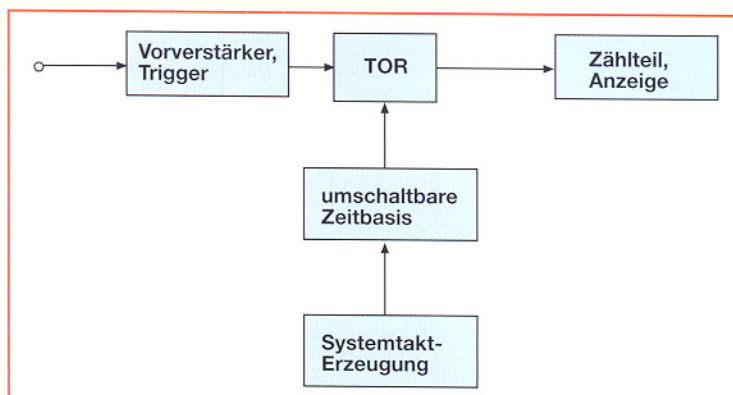 Vorverstärker,
Trigger
TOR
Zählteil,
Anzeige
umschaltbare
Zeitbasis
Systemtakt-
Erzeugung